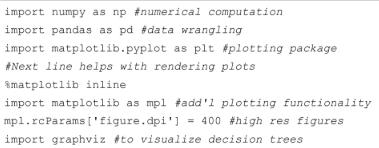 import numpy as np #numerical computation
import pandas as pd #data wrangling
import matplotlib.pyplot as plt #plotting package
#Next line helps with rendering plots
%matplotlib inline
import matplotlib as mpl #add'l plotting functionality
mpl.rcParams['figure.dpi'] = 400 #high res figures
import graphviz #to visualize decision trees